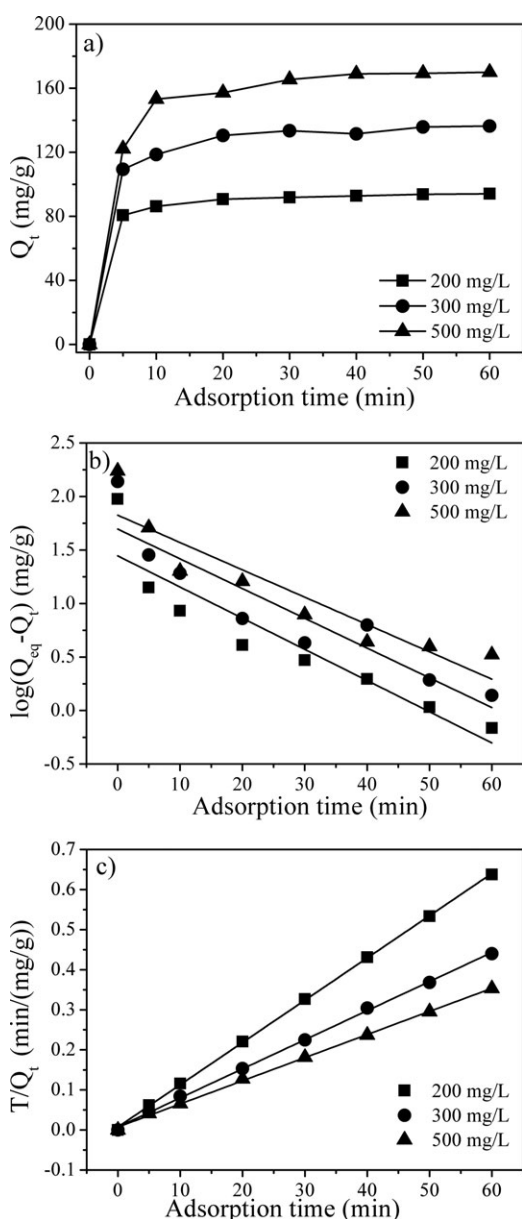 a)
200
160
120
80
40
0
Q_t (mg/g)
200 mg/L
300 mg/L
500 mg/L
0 10 20 30 40 50 60
Adsorption time (min)
b)
2.5
2.0
1.5
1.0
0.5
0.0
-0.5
log(Q_eq-Q_t) (mg/g)
200 mg/L
300 mg/L
500 mg/L
0 10 20 30 40 50 60
Adsorption time (min)
c)
0.7
0.6
0.5
0.4
0.3
0.2
0.1
0.0
-0.1
T/Q_t (min/(mg/g))
200 mg/L
300 mg/L
500 mg/L
0 10 20 30 40 50 60
Adsorption time (min)